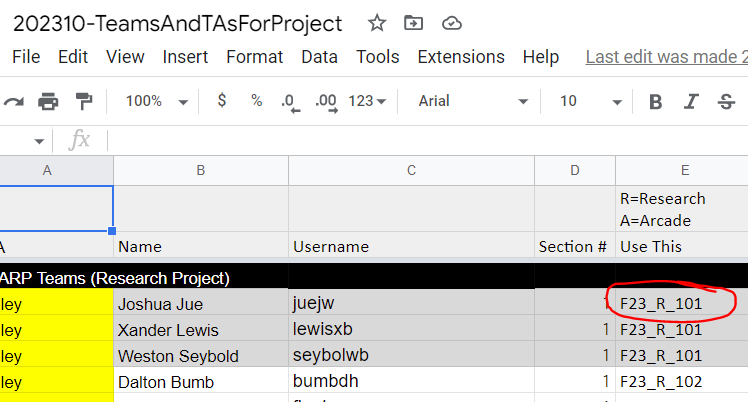 202310-TeamsAndTAsForProject
File Edit View Insert Format Data Tools Extensions Help Last edit was made 2
100% $ % .0 .00 123 Arial 10 B I S
fx
A B C D E
R=Research
A=Arcade
A Name Username Section # Use This
ARP Teams (Research Project)
ley Joshua Jue juejw 1 F23_R_101
ley Xander Lewis lewisxb 1 F23_R_101
ley Weston Seybold seybolwb 1 F23_R_101
ley Dalton Bumb bumbdh 1 F23_R_102